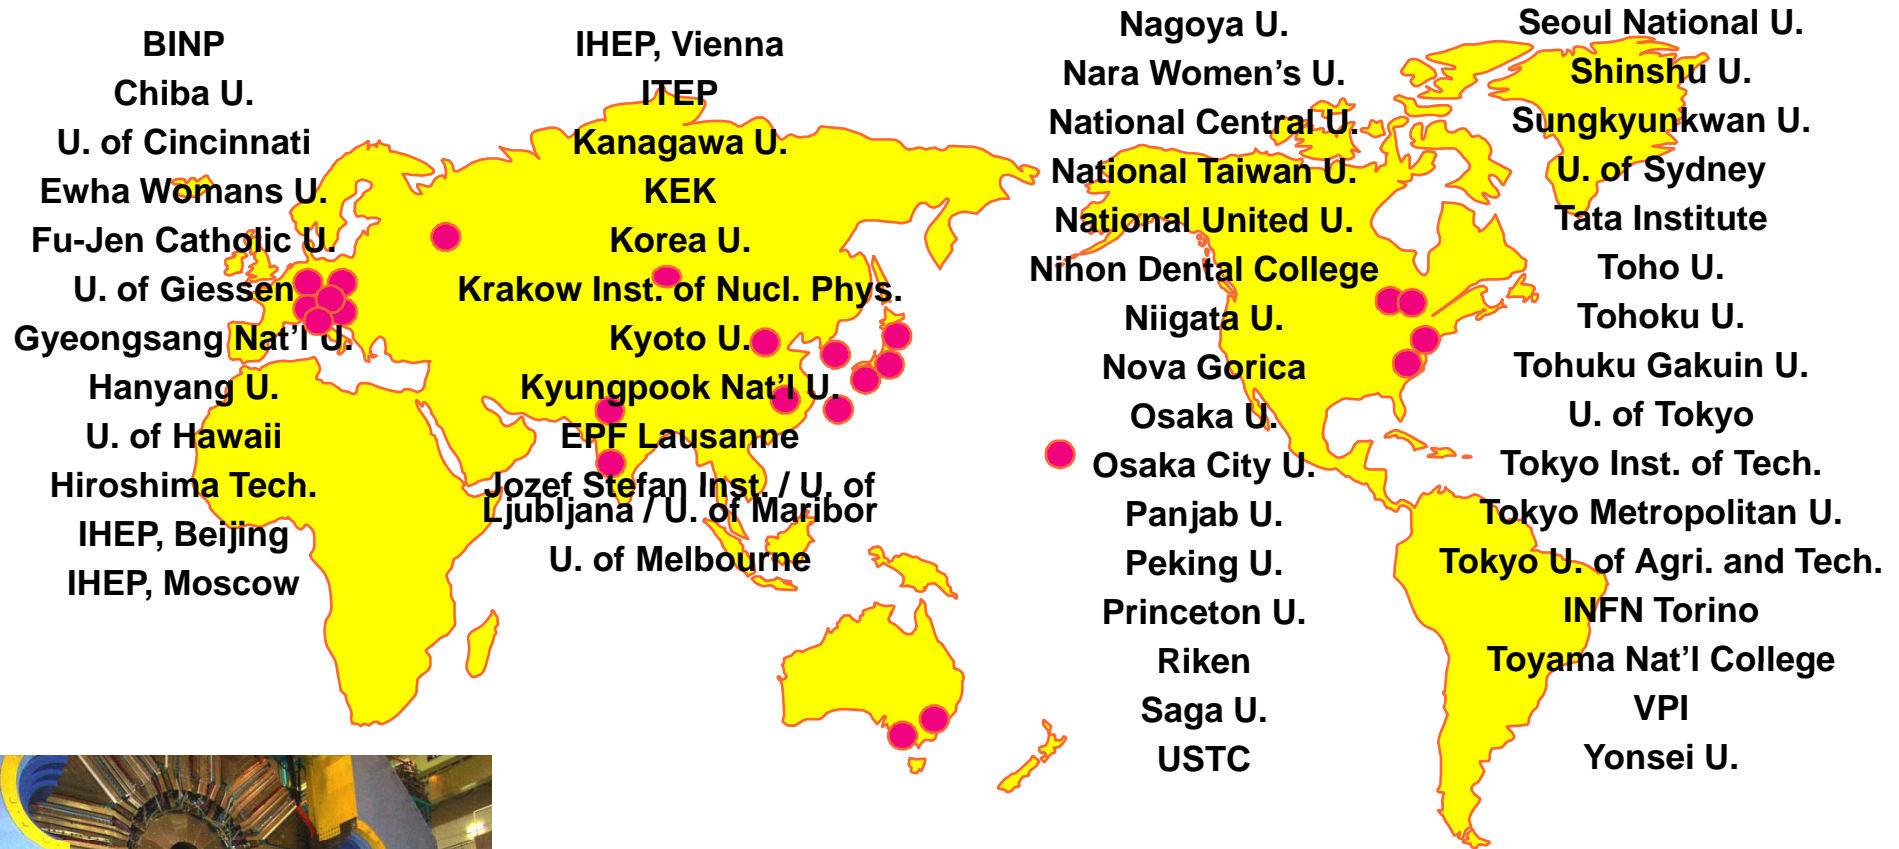 BINP
Chiba U.
U. of Cincinnati
Ewha Womans U.
Fu-Jen Catholic U.
U. of Giessen
Gyeongsang Nat’l U.
Hanyang U.
U. of Hawaii
Hiroshima Tech.
IHEP, Beijing
IHEP, Moscow
IHEP, Vienna
ITEP
Kanagawa U.
KEK
Korea U.
Krakow Inst. of Nucl. Phys.
Kyoto U.
Kyungpook Nat’l U.
EPF Lausanne
Jozef Stefan Inst. / U. of
Ljubljana / U. of Maribor
U. of Melbourne
Nagoya U.
Nara Women’s U.
National Central U.
National Taiwan U.
National United U.
Nihon Dental College
Niigata U.
Nova Gorica
Osaka U.
Osaka City U.
Panjab U.
Peking U.
Princeton U.
Riken
Saga U.
USTC
Seoul National U.
Shinshu U.
Sungkyunkwan U.
U. of Sydney
Tata Institute
Toho U.
Tohoku U.
Tohuku Gakuin U.
U. of Tokyo
Tokyo Inst. of Tech.
Tokyo Metropolitan U.
Tokyo U. of Agri. and Tech.
INFN Torino
Toyama Nat’l College
VPI
Yonsei U.